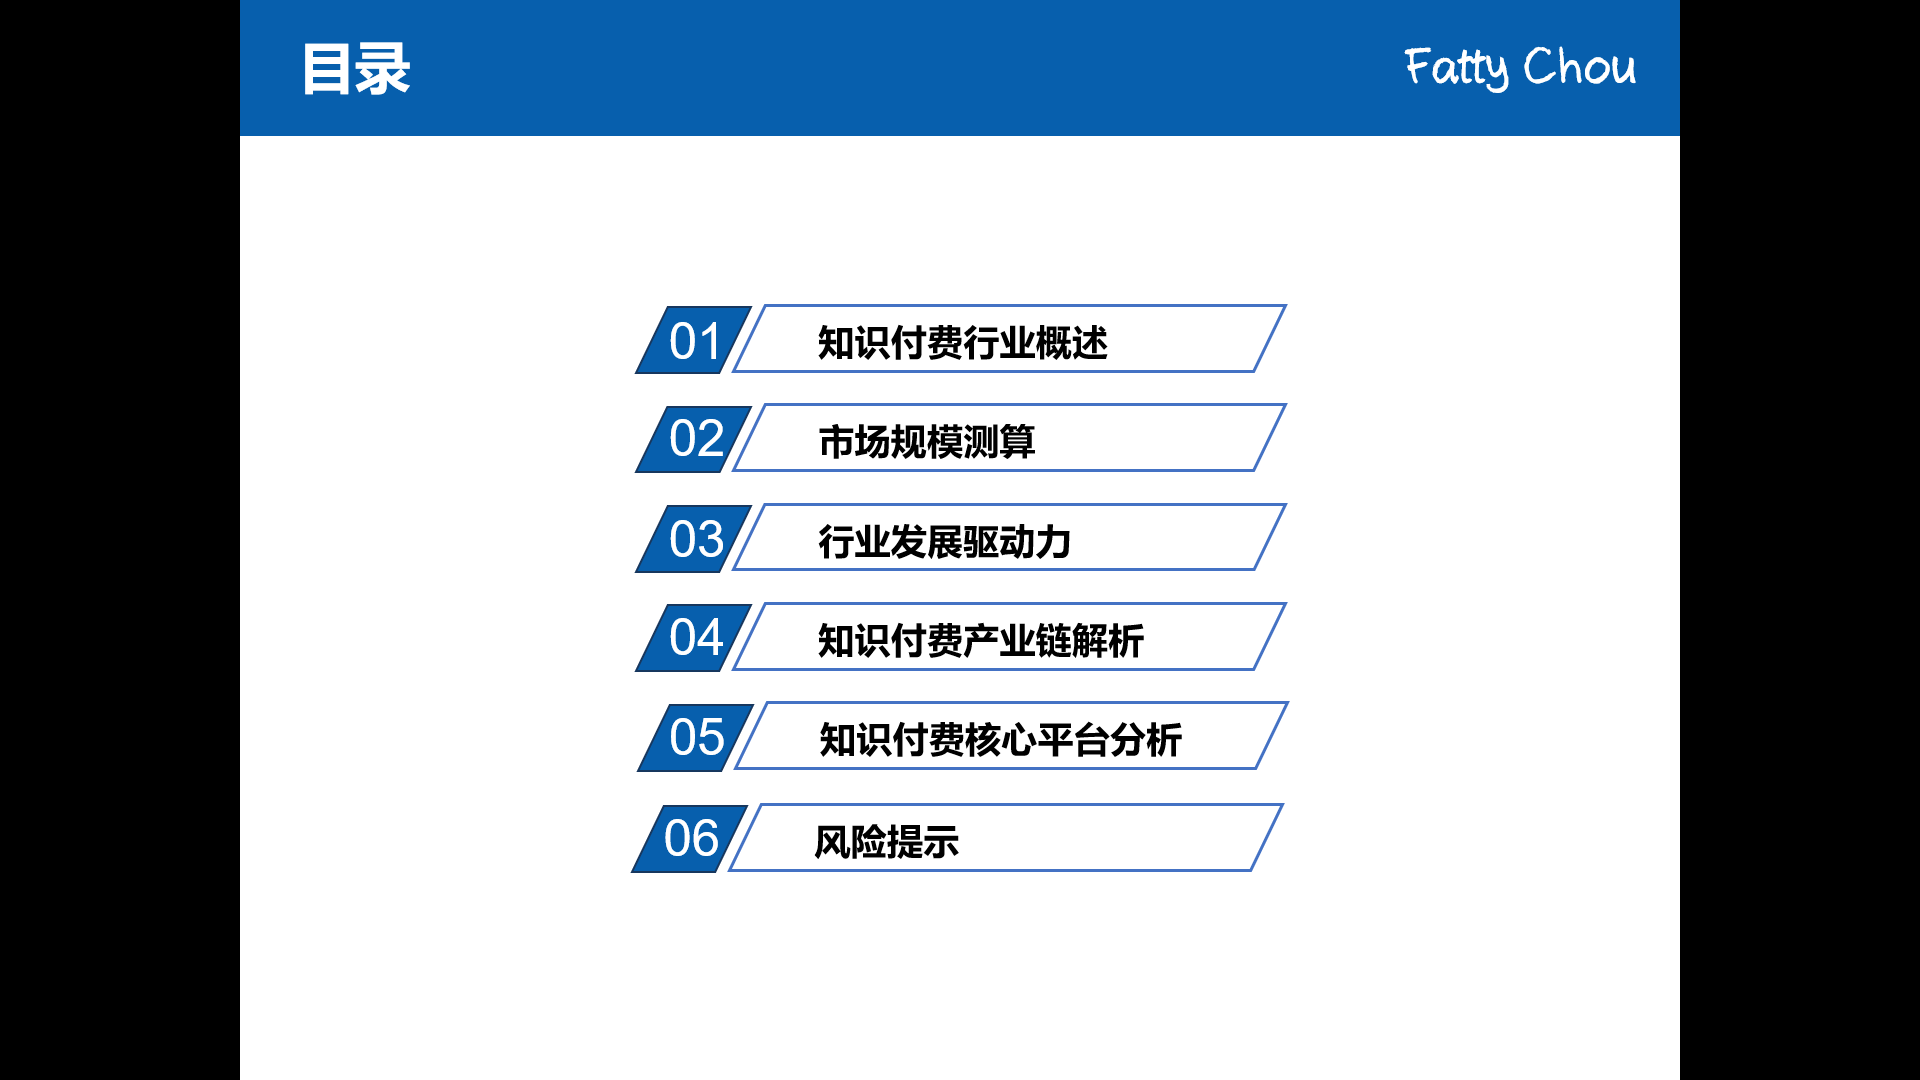 目录
Fatty Chou
01 知识付费行业概述
02 市场规模测算
03 行业发展驱动力
04 知识付费产业链解析
05 知识付费核心平台分析
06 风险提示